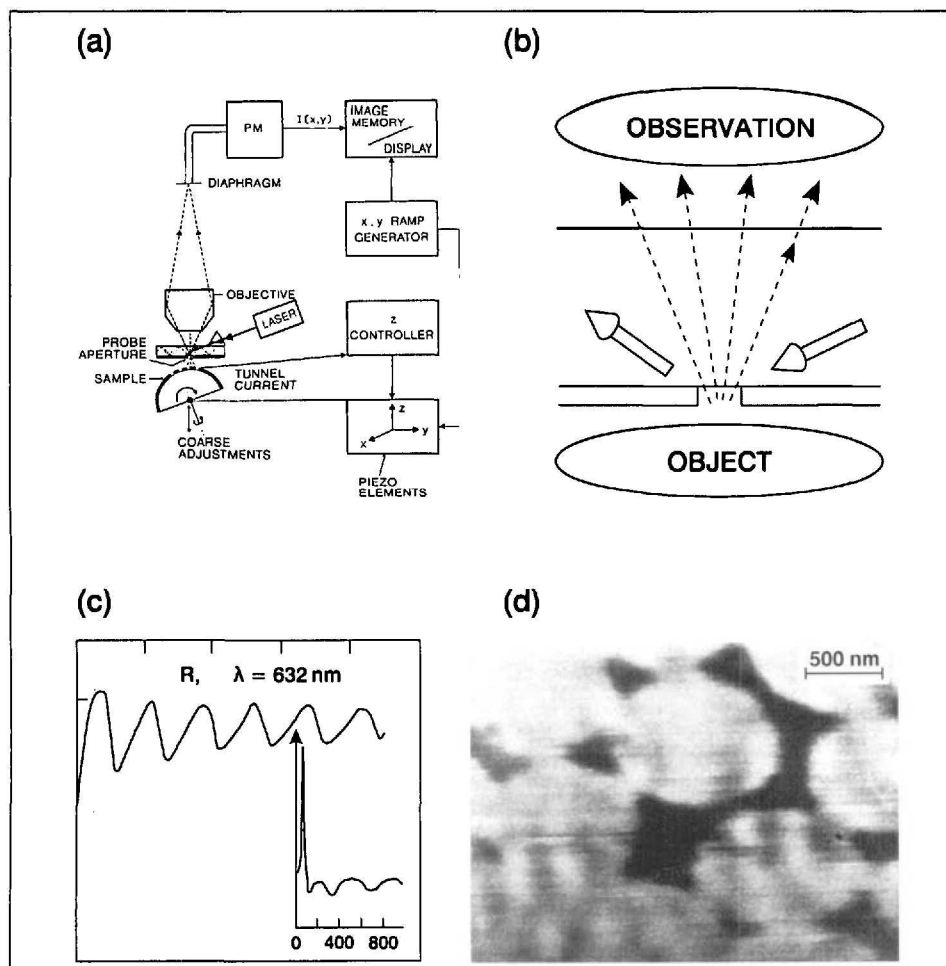 (a)
PM
I(x,y)
IMAGE
MEMORY
DISPLAY
DIAPHRAGM
x, y RAMP
GENERATOR
OBJECTIVE
LASER
z
CONTROLLER
PROBE
APERTURE
SAMPLE
TUNNEL
CURRENT
COARSE
ADJUSTMENTS
z
y
x
PIEZO
ELEMENTS
(b)
OBSERVATION
OBJECT
(c)
R, λ = 632 nm
0 400 800
(d)
500 nm